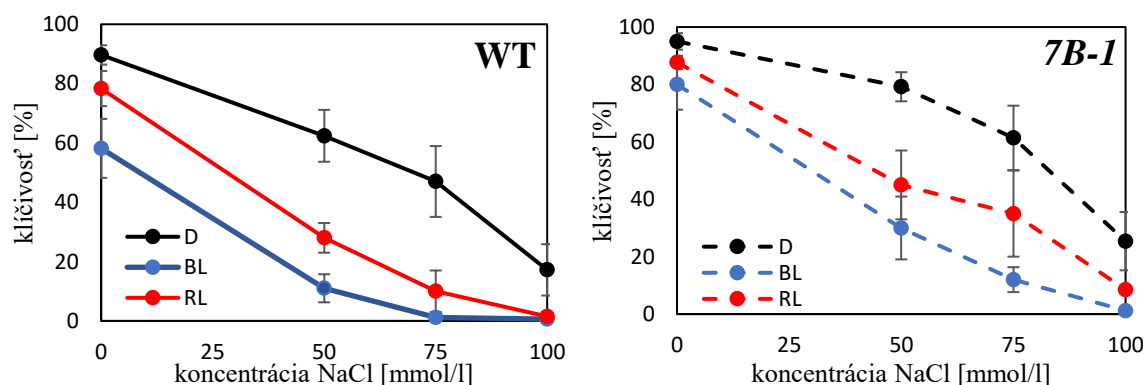 WT
klíčivosť [%]
100
80
60
40
20
0
D
BL
RL
0 25 50 75 100
koncentrácia NaCl [mmol/l]
7B-1
klíčivosť [%]
100
80
60
40
20
0
D
BL
RL
0 25 50 75 100
koncentrácia NaCl [mmol/l]